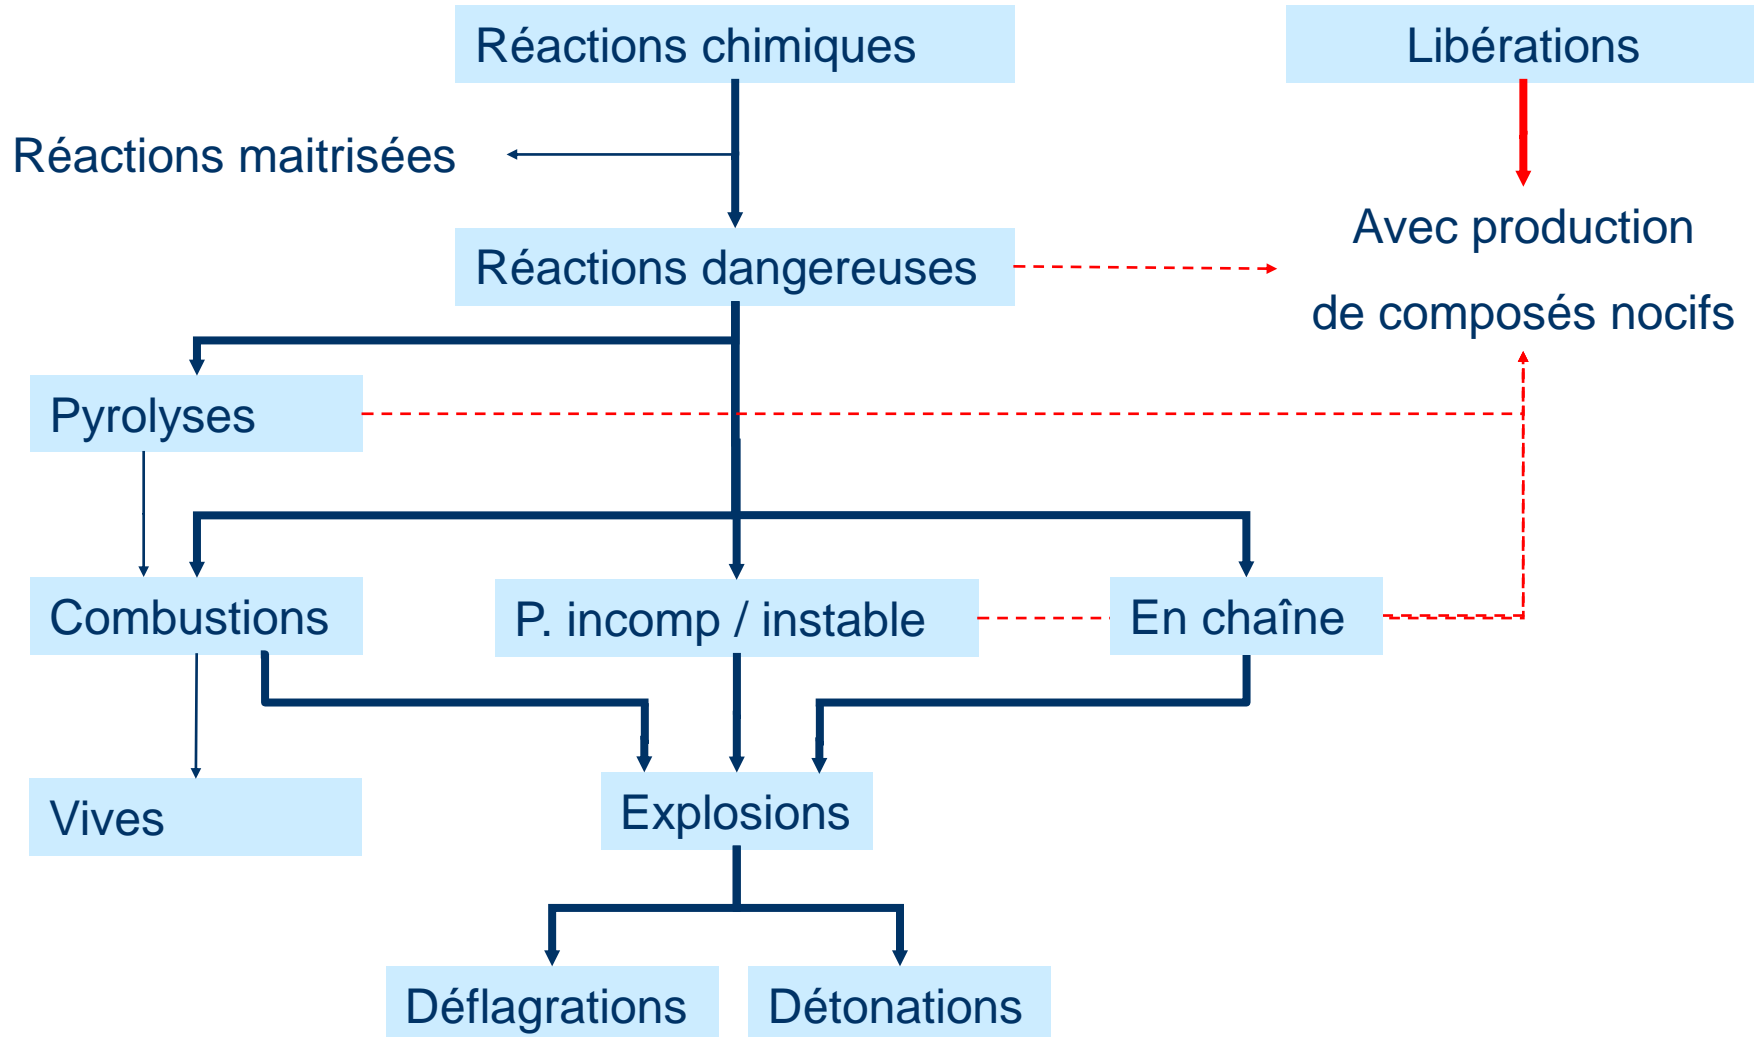 Réactions chimiques
Libérations
Réactions maitrisées
Avec production
de composés nocifs
Réactions dangereuses
Pyrolyses
Combustions
P. incomp / instable
En chaîne
Vives
Explosions
Déflagrations
Détonations